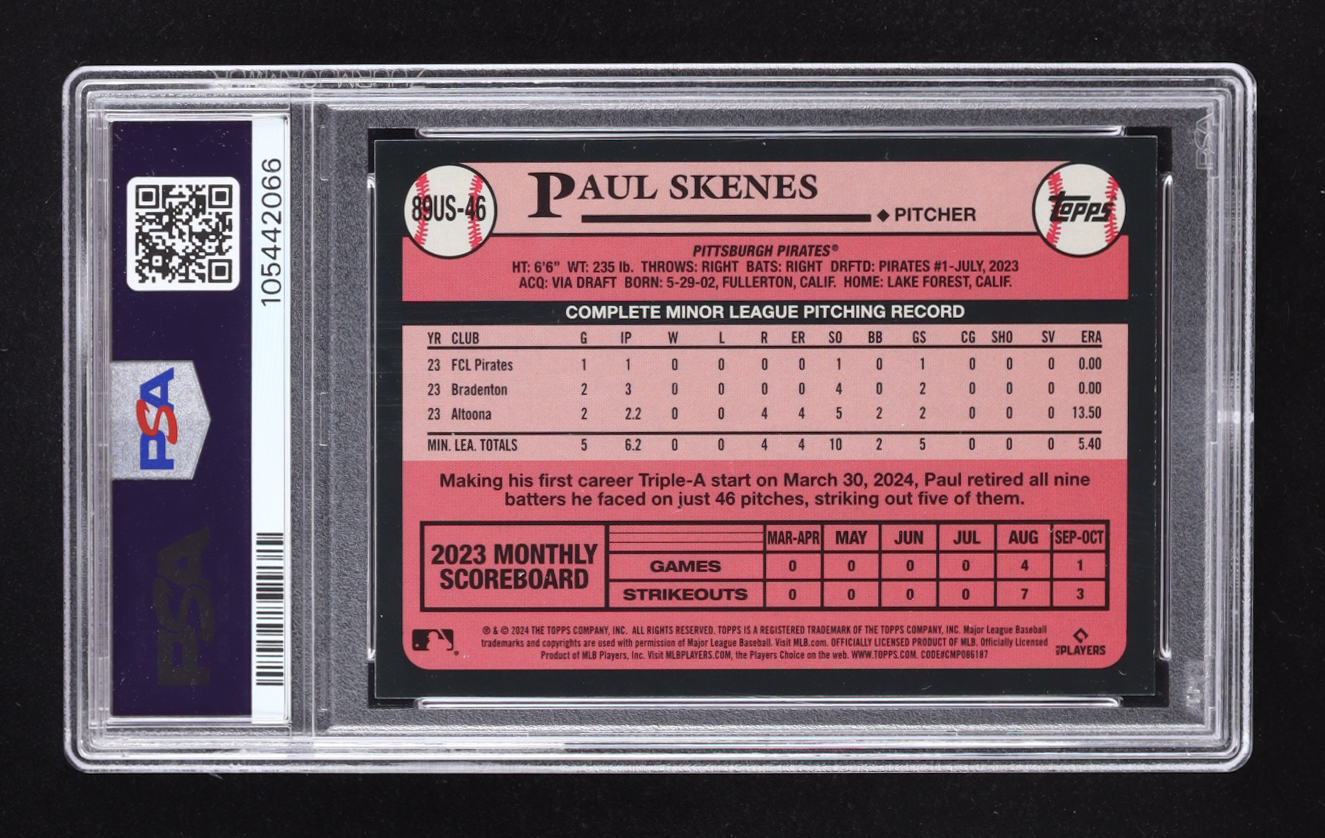 PSA
105442066
PSA
89US-46
PAUL SKENES
◆ PITCHER
Topps
PITTSBURGH PIRATES®
HT: 6'6" WT: 235 lb. THROWS: RIGHT BATS: RIGHT DRFTD: PIRATES #1-JULY, 2023
ACQ: VIA DRAFT BORN: 5-29-02, FULLERTON, CALIF. HOME: LAKE FOREST, CALIF.
COMPLETE MINOR LEAGUE PITCHING RECORD
YR CLUB G IP W L R ER SO BB GS CG SHO SV ERA
23 FCL Pirates 1 1 0 0 0 0 1 0 1 0 0 0 0.00
23 Bradenton 2 3 0 0 0 0 4 0 2 0 0 0 0.00
23 Altoona 2 2.2 0 0 4 4 5 2 2 0 0 0 13.50
MIN. LEA. TOTALS 5 6.2 0 0 4 4 10 2 5 0 0 0 5.40
Making his first career Triple-A start on March 30, 2024, Paul retired all nine
batters he faced on just 46 pitches, striking out five of them.
2023 MONTHLY
SCOREBOARD
MAR-APR MAY JUN JUL AUG SEP-OCT
GAMES 0 0 0 0 4 1
STRIKEOUTS 0 0 0 0 7 3
® & © 2024 THE TOPPS COMPANY, INC. ALL RIGHTS RESERVED. TOPPS IS A REGISTERED TRADEMARK OF THE TOPPS COMPANY, INC. Major League Baseball
trademarks and copyrights are used with permission of Major League Baseball. Visit MLB.com. OFFICIALLY LICENSED PRODUCT OF MLB. Officially Licensed
Product of MLB Players, Inc. Visit MLBPLAYERS.COM, the Players Choice on the web. WWW.TOPPS.COM. CODE#CMP086187
MLB PLAYERS
PSA